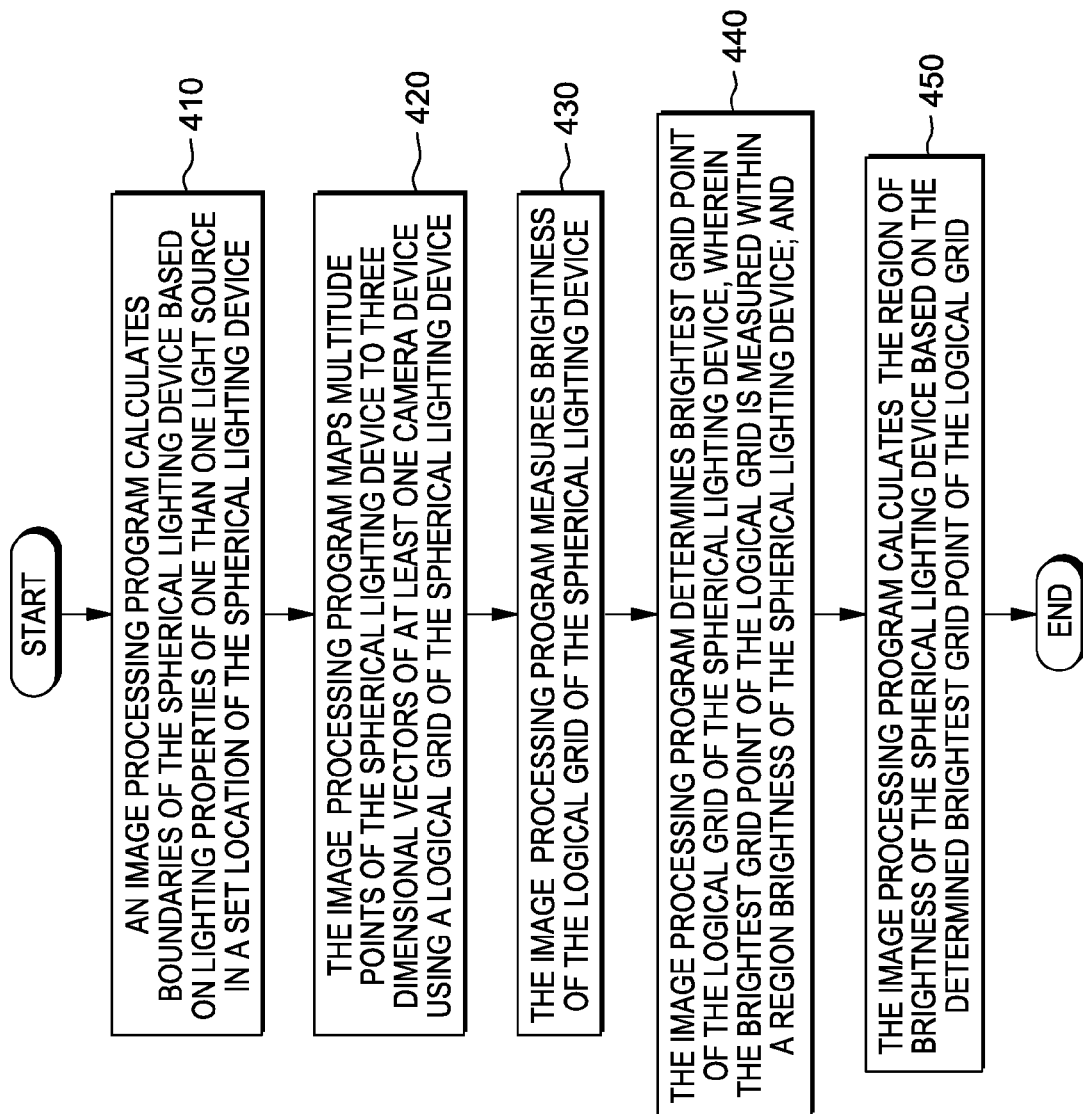 START
AN IMAGE PROCESSING PROGRAM CALCULATES
BOUNDARIES OF THE SPHERICAL LIGHTING DEVICE BASED
ON LIGHTING PROPERTIES OF ONE THAN ONE LIGHT SOURCE
IN A SET LOCATION OF THE SPHERICAL LIGHTING DEVICE
410
THE IMAGE PROCESSING PROGRAM MAPS MULTITUDE
POINTS OF THE SPHERICAL LIGHTING DEVICE TO THREE
DIMENSIONAL VECTORS OF AT LEAST ONE CAMERA DEVICE
USING A LOGICAL GRID OF THE SPHERICAL LIGHTING DEVICE
420
THE IMAGE PROCESSING PROGRAM MEASURES BRIGHTNESS
OF THE LOGICAL GRID OF THE SPHERICAL LIGHTING DEVICE
430
THE IMAGE PROCESSING PROGRAM DETERMINES BRIGHTEST GRID POINT
OF THE LOGICAL GRID OF THE SPHERICAL LIGHTING DEVICE, WHEREIN
THE BRIGHTEST GRID POINT OF THE LOGICAL GRID IS MEASURED WITHIN
A REGION BRIGHTNESS OF THE SPHERICAL LIGHTING DEVICE; AND
440
THE IMAGE PROCESSING PROGRAM CALCULATES THE REGION OF
BRIGHTNESS OF THE SPHERICAL LIGHTING DEVICE BASED ON THE
DETERMINED BRIGHTEST GRID POINT OF THE LOGICAL GRID
450
END